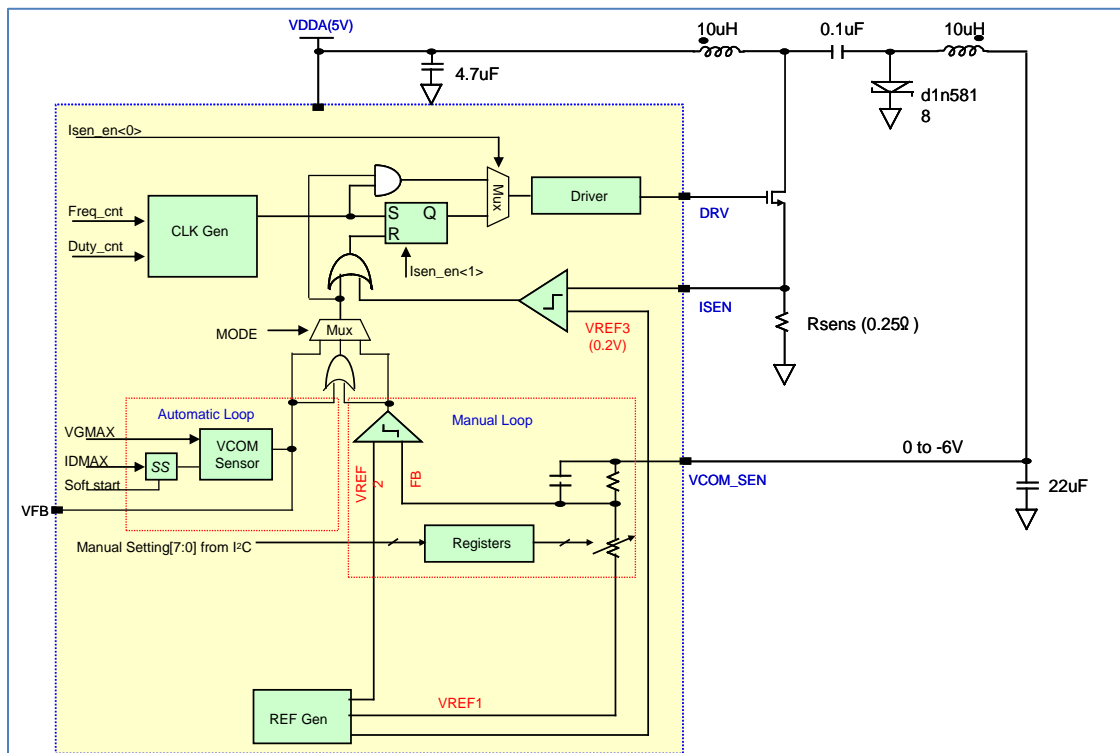 VDDA(5V)
10uH
0.1uF
10uH
4.7uF
d1n581
8
Isen_en<0>
Mux
Driver
DRV
Freq_cnt
Duty_cnt
CLK Gen
S
Q
R
Isen_en<1>
ISEN
MODE
Mux
VREF3
(0.2V)
Rsens (0.25Ω)
Automatic Loop
Manual Loop
VGMAX
IDMAX
Soft start
SS
VCOM
Sensor
VREF
2
FB
0 to -6V
VCOM_SEN
22uF
VFB
Manual Setting[7:0] from I²C
Registers
REF Gen
VREF1